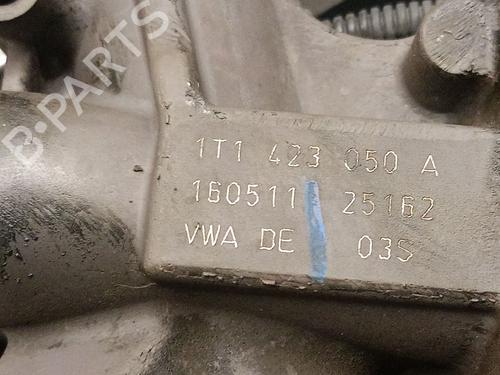 B-PARTS
1T1 423 050 A
160511 25162
VWA DE 03S